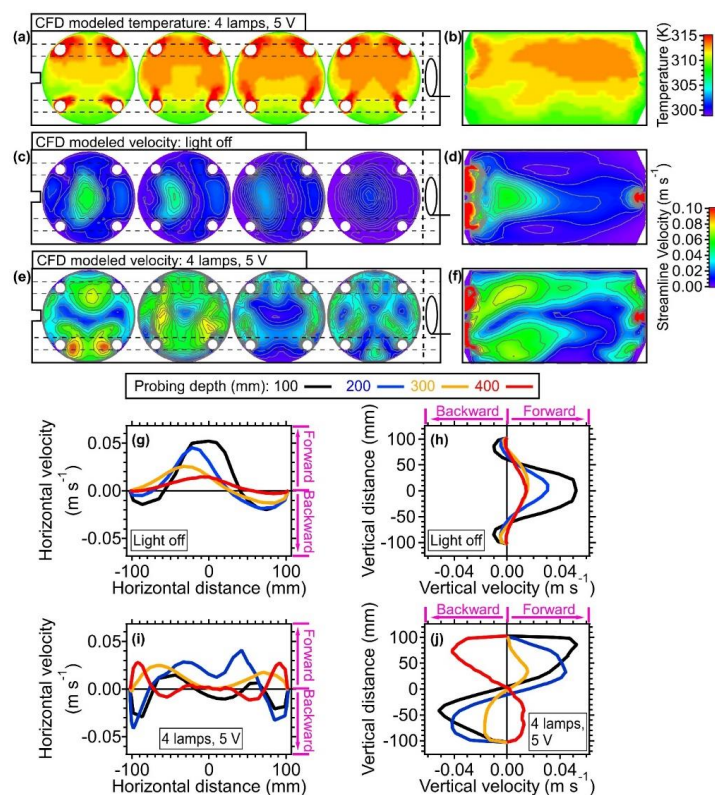 CFD modeled temperature: 4 lamps, 5 V
(a)
(b)
315
310
305
300
Temperature (K)
CFD modeled velocity: light off
(c)
(d)
0.10
0.08
0.06
0.04
0.02
0.00
Streamline Velocity (m s⁻¹)
CFD modeled velocity: 4 lamps, 5 V
(e)
(f)
Probing depth (mm): 100 200 300 400
(g)
Horizontal velocity
(m s⁻¹)
0.05
0.00
-0.05
Light off
-100 0 100
Horizontal distance (mm)
Forward
Backward
Backward Forward
(h)
Vertical distance (mm)
100
50
0
-50
-100
Light off
-0.04 0.00 0.04
Vertical velocity (m s⁻¹)
(i)
Horizontal velocity
(m s⁻¹)
0.05
0.00
-0.05
4 lamps, 5 V
-100 0 100
Horizontal distance (mm)
Forward
Backward
Backward Forward
(j)
Vertical distance (mm)
100
50
0
-50
-100
4 lamps,
5 V
-0.04 0.00 0.04
Vertical velocity (m s⁻¹)